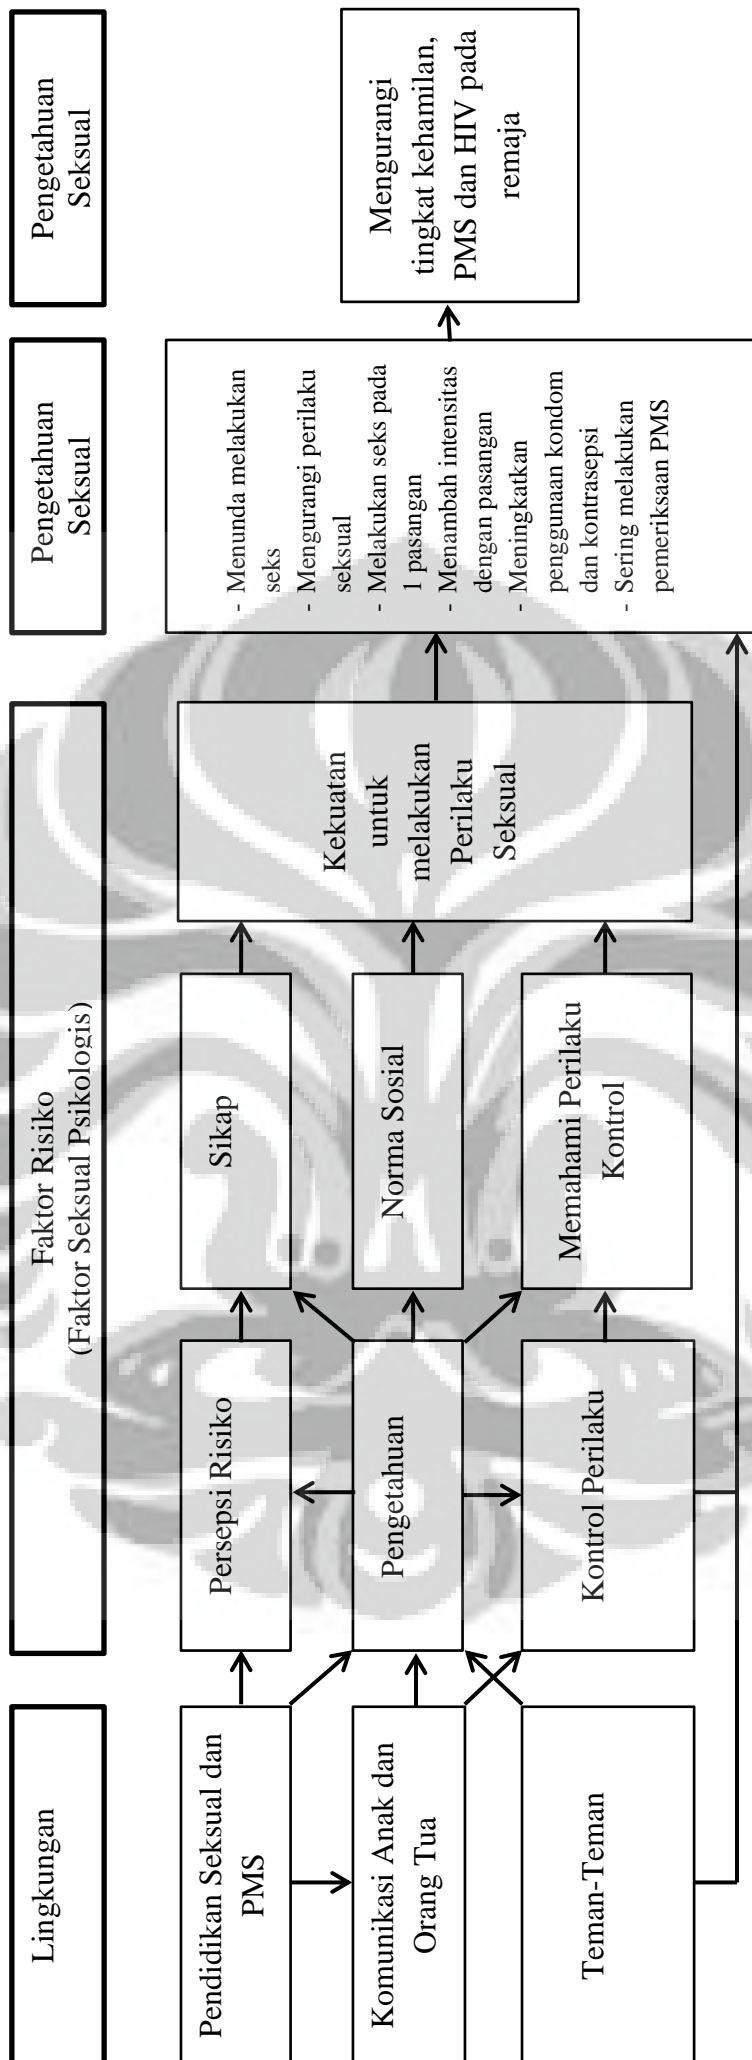 Lingkungan
Faktor Risiko
(Faktor Seksual Psikologis)
Pengetahuan
Seksual
Pengetahuan
Seksual
Pendidikan Seksual dan
PMS
Komunikasi Anak dan
Orang Tua
Teman-Teman
Persepsi Risiko
Pengetahuan
Kontrol Perilaku
Sikap
Norma Sosial
Memahami Perilaku
Kontrol
Kekuatan
untuk
melakukan
Perilaku
Seksual
- Menunda melakukan
seks
- Mengurangi perilaku
seksual
- Melakukan seks pada
1 pasangan
- Menambah intensitas
dengan pasangan
- Meningkatkan
penggunaan kondom
dan kontrasepsi
- Sering melakukan
pemeriksaan PMS
Mengurangi
tingkat kehamilan,
PMS dan HIV pada
remaja